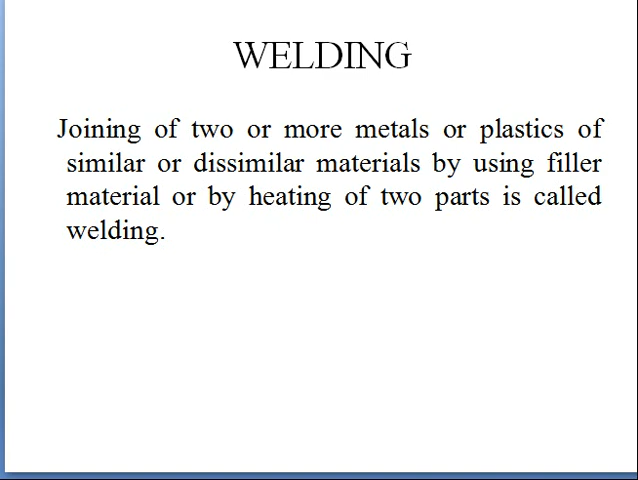 WELDING
Joining of two or more metals or plastics of
similar or dissimilar materials by using filler
material or by heating of two parts is called
welding.